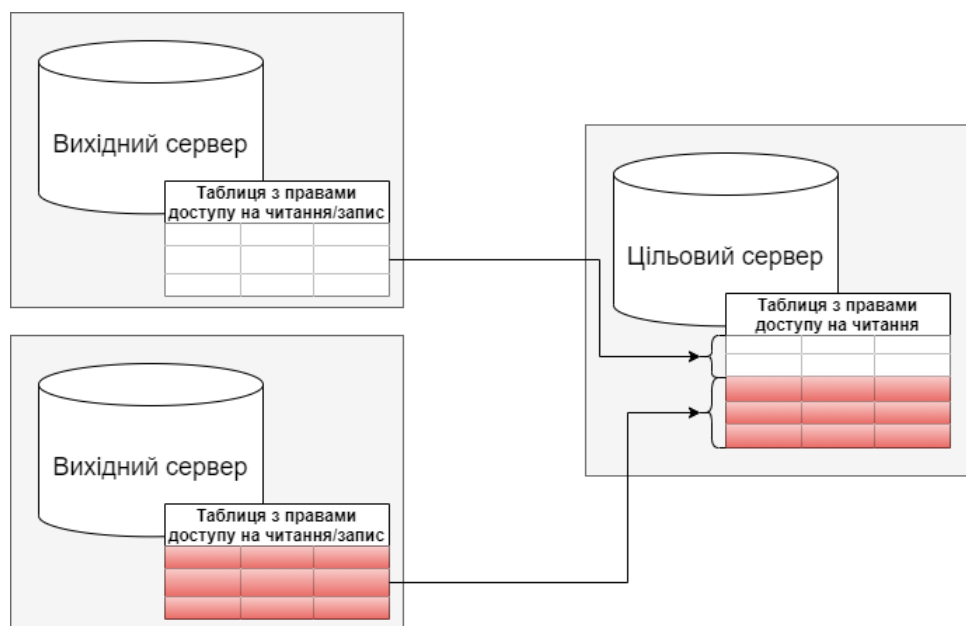 Вихідний сервер
Таблиця з правами
доступу на читання/запис
Цільовий сервер
Таблиця з правами
доступу на читання
Вихідний сервер
Таблиця з правами
доступу на читання/запис